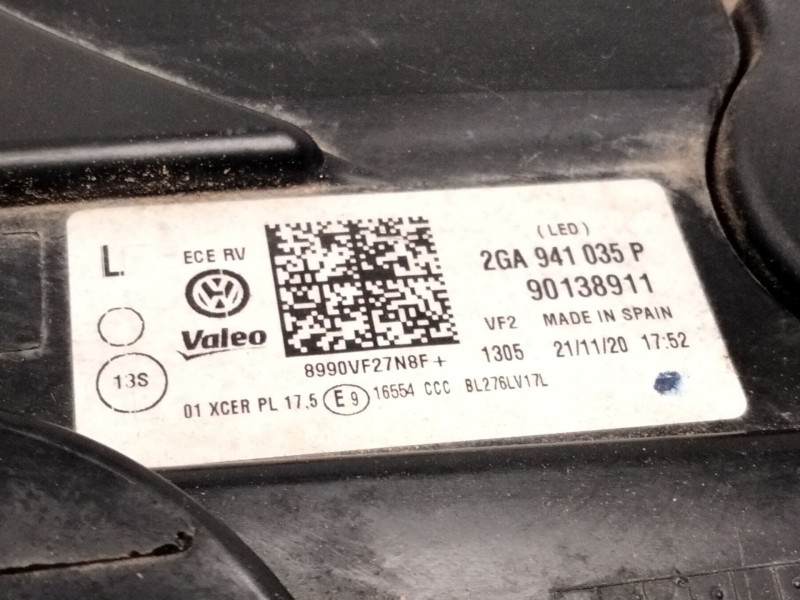 L
ECE RV
VW
Valeo
13S
8990VF27N8F+
(LED)
2GA 941 035 P
90138911
VF2 MADE IN SPAIN
1305 21/11/20 17:52
01 XCER PL 17,5 E9 16554 CCC BL276LV17L